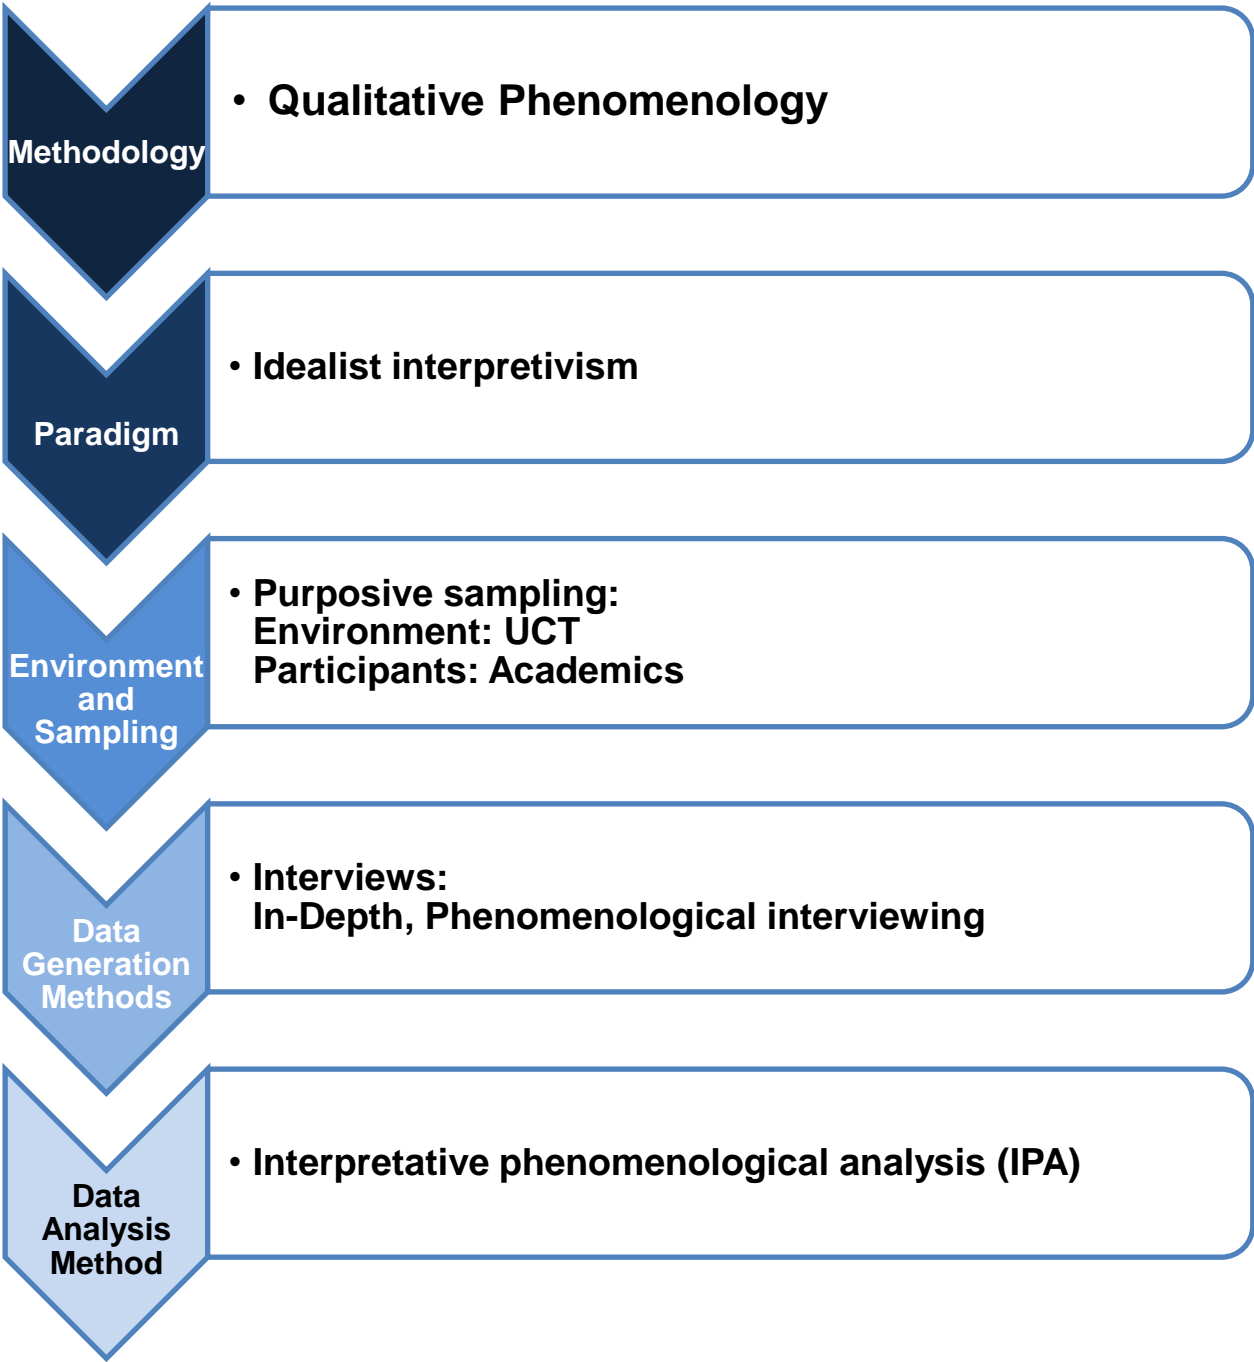 Methodology
• Qualitative Phenomenology
Paradigm
• Idealist interpretivism
Environment
and
Sampling
• Purposive sampling:
Environment: UCT
Participants: Academics
Data
Generation
Methods
• Interviews:
In-Depth, Phenomenological interviewing
Data
Analysis
Method
• Interpretative phenomenological analysis (IPA)